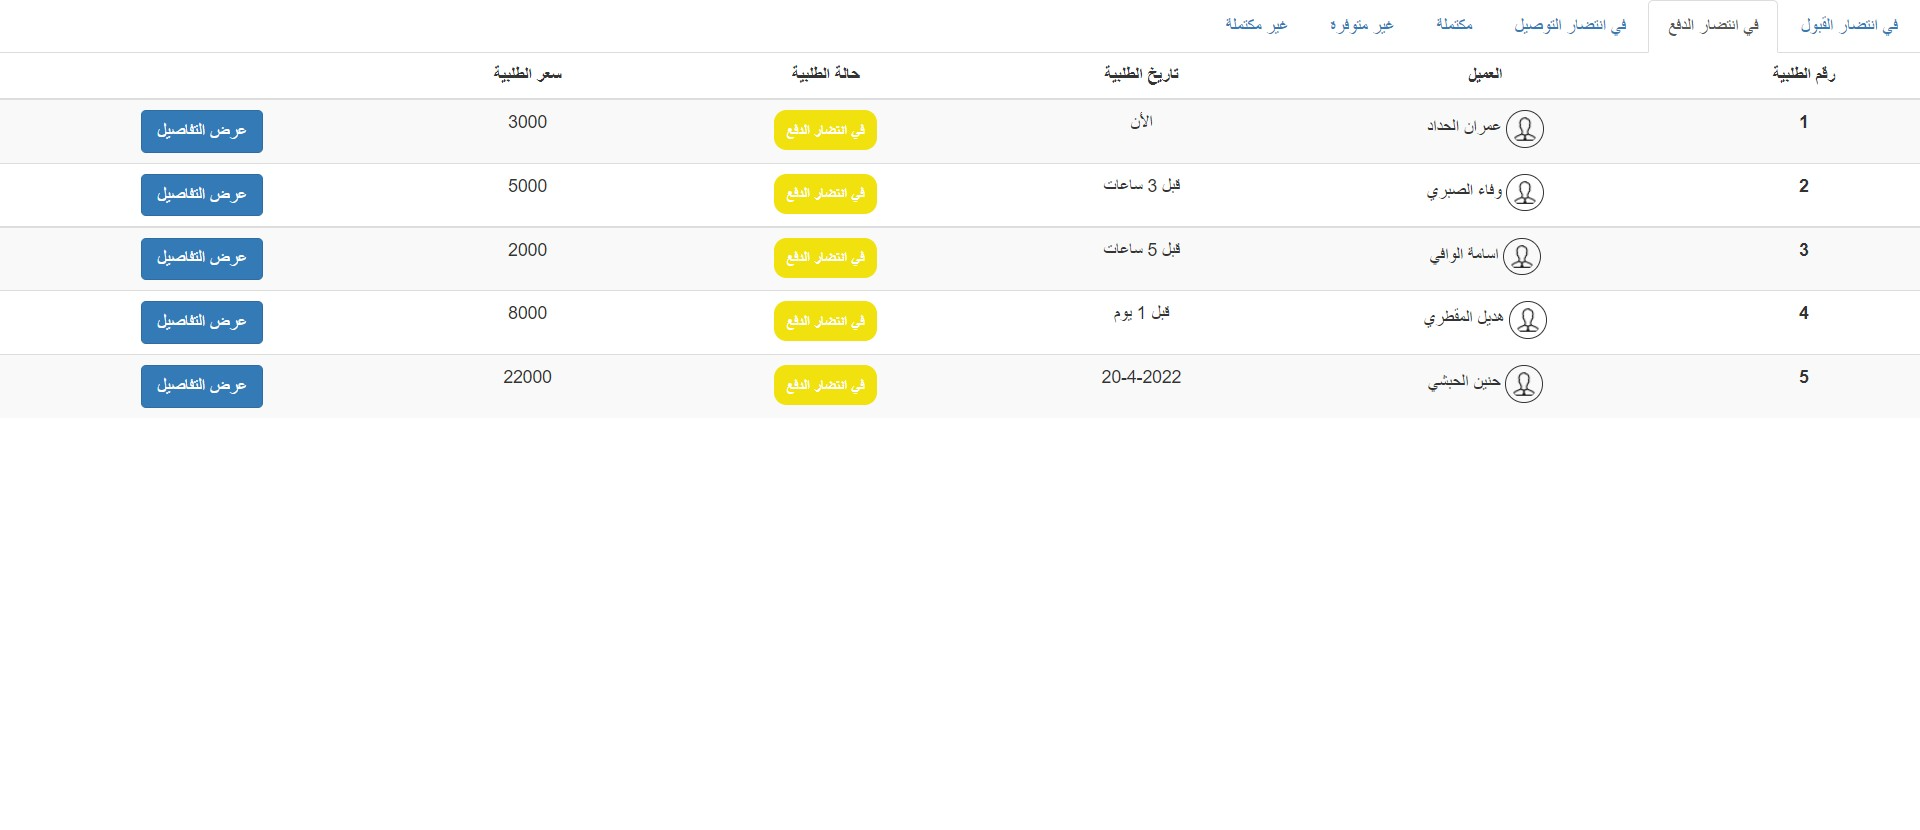 في انتضار القبول في انتضار الدفع في انتضار التوصيل مكتملة غير متوفرة غير مكتملة
رقم الطلبية العميل تاريخ الطلبية حالة الطلبية سعر الطلبية
1 عمران الحداد الأن في انتضار الدفع 3000 عرض التفاصيل
2 وفاء الصبري قبل 3 ساعات في انتضار الدفع 5000 عرض التفاصيل
3 اسامة الوافي قبل 5 ساعات في انتضار الدفع 2000 عرض التفاصيل
4 هديل المقطري قبل 1 يوم في انتضار الدفع 8000 عرض التفاصيل
5 حنين الحبشي 20-4-2022 في انتضار الدفع 22000 عرض التفاصيل